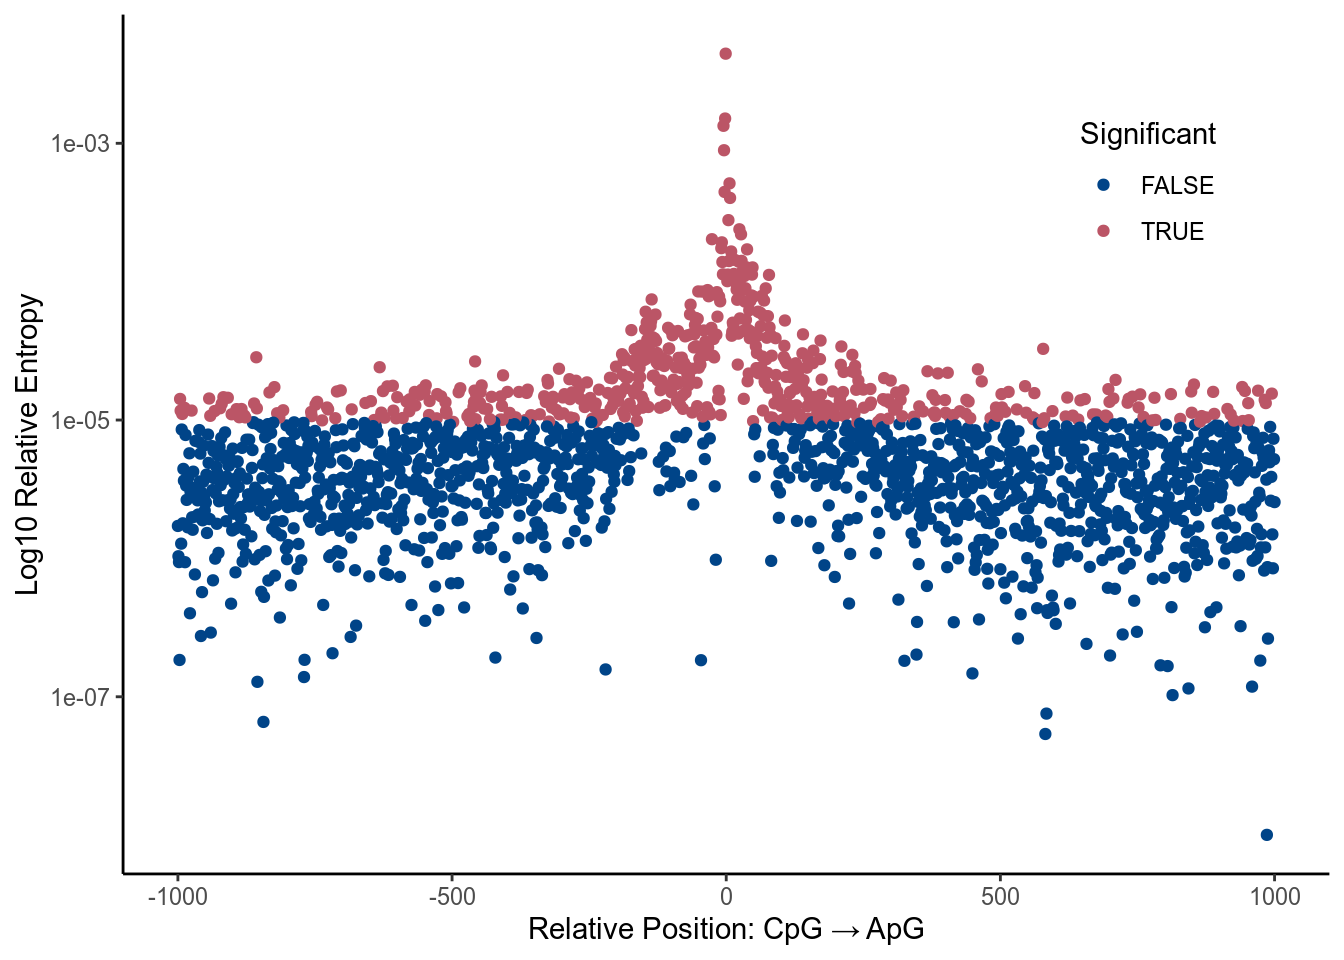 Log10 Relative Entropy
1e-03
1e-05
1e-07
Significant
FALSE
TRUE
-1000
-500
0
500
1000
Relative Position: CpG → ApG